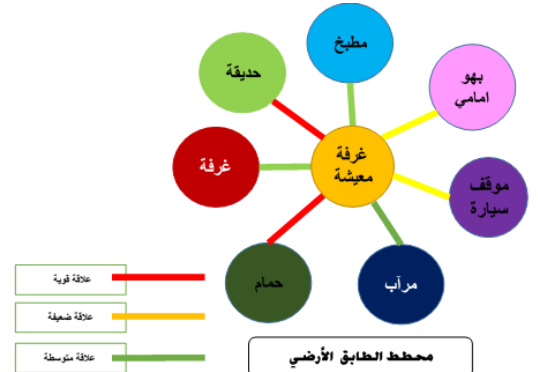 مطبخ
حديقة
بهو
امامي
غرفة
معيشة
غرفة
موقف
سيارة
حمام
مرآب
علاقة قوية
علاقة ضعيفة
علاقة متوسطة
مخطط الطابق الأرضي